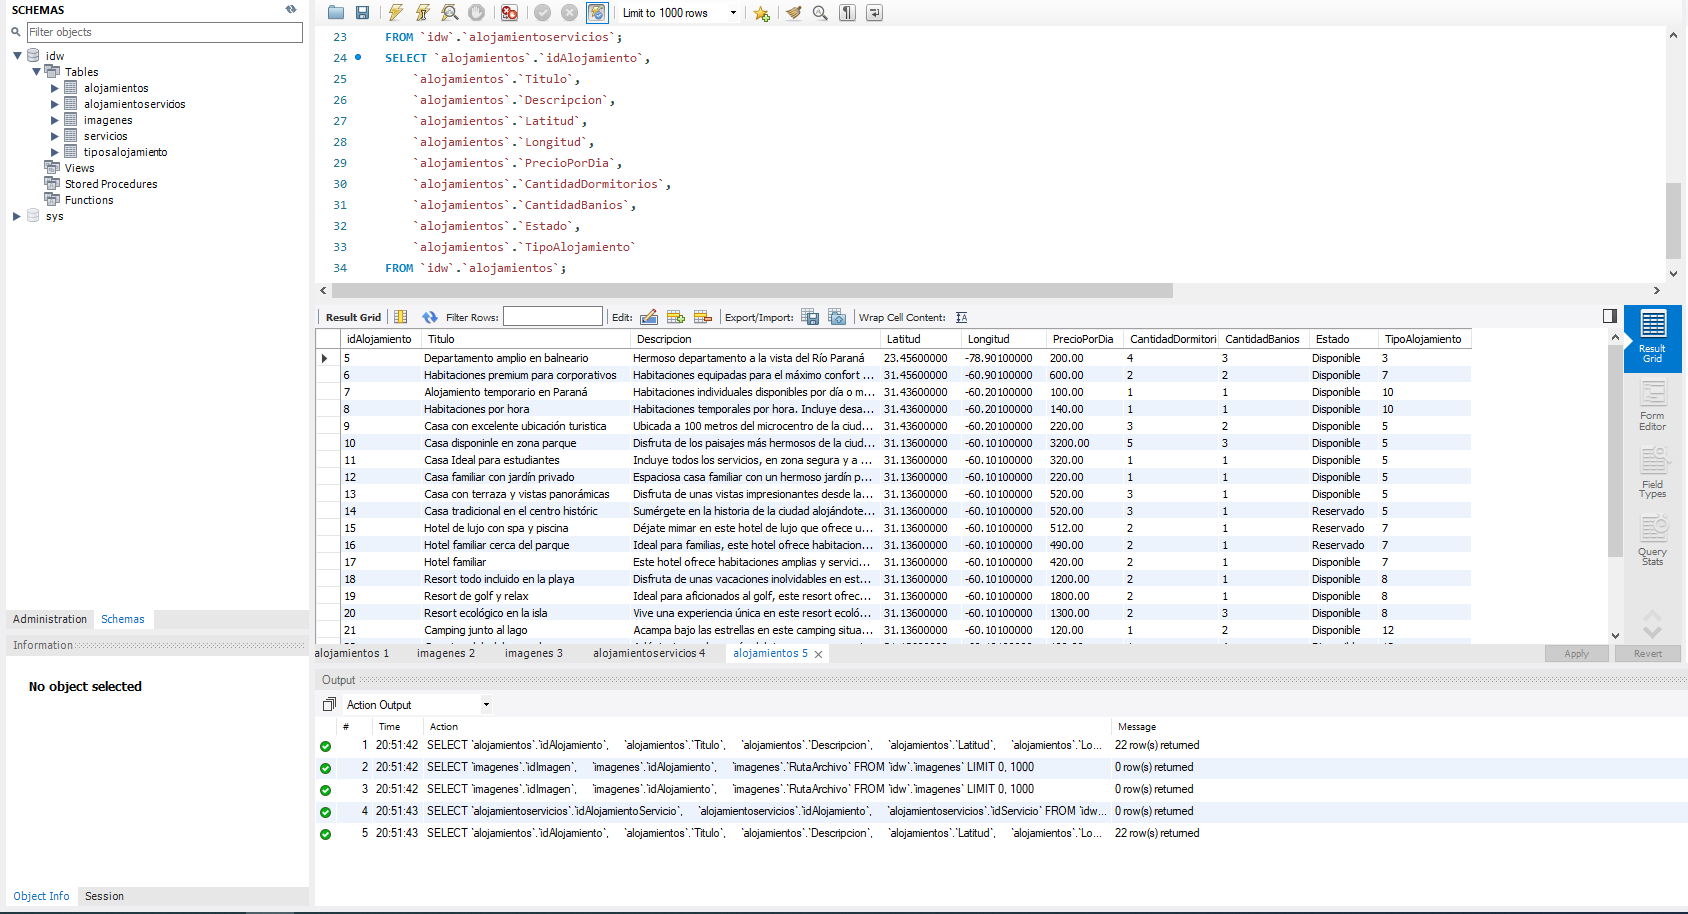 SCHEMAS
Filter objects
idw
Tables
alojamientos
alojamientoservicios
imagenes
servicios
tiposalojamiento
Views
Stored Procedures
Functions
sys
Administration Schemas
Information
No object selected
Object Info Session
Limit to 1000 rows
23 FROM `idw`.`alojamientoservicios`;
24 SELECT `alojamientos`.`idAlojamiento`,
25 `alojamientos`.`Titulo`,
26 `alojamientos`.`Descripcion`,
27 `alojamientos`.`Latitud`,
28 `alojamientos`.`Longitud`,
29 `alojamientos`.`PrecioPorDia`,
30 `alojamientos`.`CantidadDormitorios`,
31 `alojamientos`.`CantidadBanios`,
32 `alojamientos`.`Estado`,
33 `alojamientos`.`TipoAlojamiento`
34 FROM `idw`.`alojamientos`;
Result Grid Filter Rows: Edit: Export/Import: Wrap Cell Content:
idAlojamiento Titulo Descripcion Latitud Longitud PrecioPorDia CantidadDormitori CantidadBanios Estado TipoAlojamiento
5 Departamento amplio en balneario Hermoso departamento a la vista del Río Paraná 23.45600000 -78.90100000 200.00 4 3 Disponible 3
6 Habitaciones premium para corporativos Habitaciones equipadas para el máximo confort ... 31.45600000 -60.90100000 600.00 2 2 Disponible 7
7 Alojamiento temporario en Paraná Habitaciones individuales disponibles por día o m... 31.43600000 -60.20100000 100.00 1 1 Disponible 10
8 Habitaciones por hora Habitaciones temporales por hora. Incluye desa... 31.43600000 -60.20100000 140.00 1 1 Disponible 10
9 Casa con excelente ubicación turistica Ubicada a 100 metros del microcentro de la ciud... 31.43600000 -60.20100000 220.00 3 2 Disponible 5
10 Casa disponinle en zona parque Disfruta de los paisajes más hermosos de la ciud... 31.13600000 -60.10100000 3200.00 5 3 Disponible 5
11 Casa Ideal para estudiantes Incluye todos los servicios, en zona segura y a ... 31.13600000 -60.10100000 320.00 1 1 Disponible 5
12 Casa familiar con jardín privado Espaciosa casa familiar con un hermoso jardín p... 31.13600000 -60.10100000 220.00 1 1 Disponible 5
13 Casa con terraza y vistas panorámicas Disfruta de unas vistas impresionantes desde la... 31.13600000 -60.10100000 520.00 3 1 Disponible 5
14 Casa tradicional en el centro históric Sumérgete en la historia de la ciudad alojándote... 31.13600000 -60.10100000 520.00 3 1 Reservado 5
15 Hotel de lujo con spa y piscina Déjate mimar en este hotel de lujo que ofrece u... 31.13600000 -60.10100000 512.00 2 1 Disponible 7
16 Hotel familiar cerca del parque Ideal para familias, este hotel ofrece habitacion... 31.13600000 -60.10100000 490.00 2 1 Reservado 7
17 Hotel familiar Este hotel ofrece habitaciones amplias y servici... 31.13600000 -60.10100000 420.00 2 1 Disponible 7
18 Resort todo incluido en la playa Disfruta de unas vacaciones inolvidables en est... 31.13600000 -60.10100000 1200.00 2 1 Disponible 8
19 Resort de golf y relax Ideal para aficionados al golf, este resort ofrec... 31.13600000 -60.10100000 1800.00 2 1 Disponible 8
20 Resort ecológico en la isla Vive una experiencia única en este resort ecoló... 31.13600000 -60.10100000 1300.00 2 3 Disponible 8
21 Camping junto al lago Acampa bajo las estrellas en este camping situa... 31.13600000 -60.10100000 120.00 1 2 Disponible 12
Result Grid
Form Editor
Field Types
Query Stats
alojamientos 1 imagenes 2 imagenes 3 alojamientoservicios 4 alojamientos 5 Apply Revert
Output
Action Output
# Time Action Message
1 20:51:42 SELECT `alojamientos`.`idAlojamiento`, `alojamientos`.`Titulo`, `alojamientos`.`Descripcion`, `alojamientos`.`Latitud`, `alojamientos`.`Lo... 22 row(s) returned
2 20:51:42 SELECT `imagenes`.`idImagen`, `imagenes`.`idAlojamiento`, `imagenes`.`RutaArchivo` FROM `idw`.`imagenes` LIMIT 0, 1000 0 row(s) returned
3 20:51:42 SELECT `imagenes`.`idImagen`, `imagenes`.`idAlojamiento`, `imagenes`.`RutaArchivo` FROM `idw`.`imagenes` LIMIT 0, 1000 0 row(s) returned
4 20:51:43 SELECT `alojamientoservicios`.`idAlojamientoServicio`, `alojamientoservicios`.`idAlojamiento`, `alojamientoservicios`.`idServicio` FROM `idw... 0 row(s) returned
5 20:51:43 SELECT `alojamientos`.`idAlojamiento`, `alojamientos`.`Titulo`, `alojamientos`.`Descripcion`, `alojamientos`.`Latitud`, `alojamientos`.`Lo... 22 row(s) returned